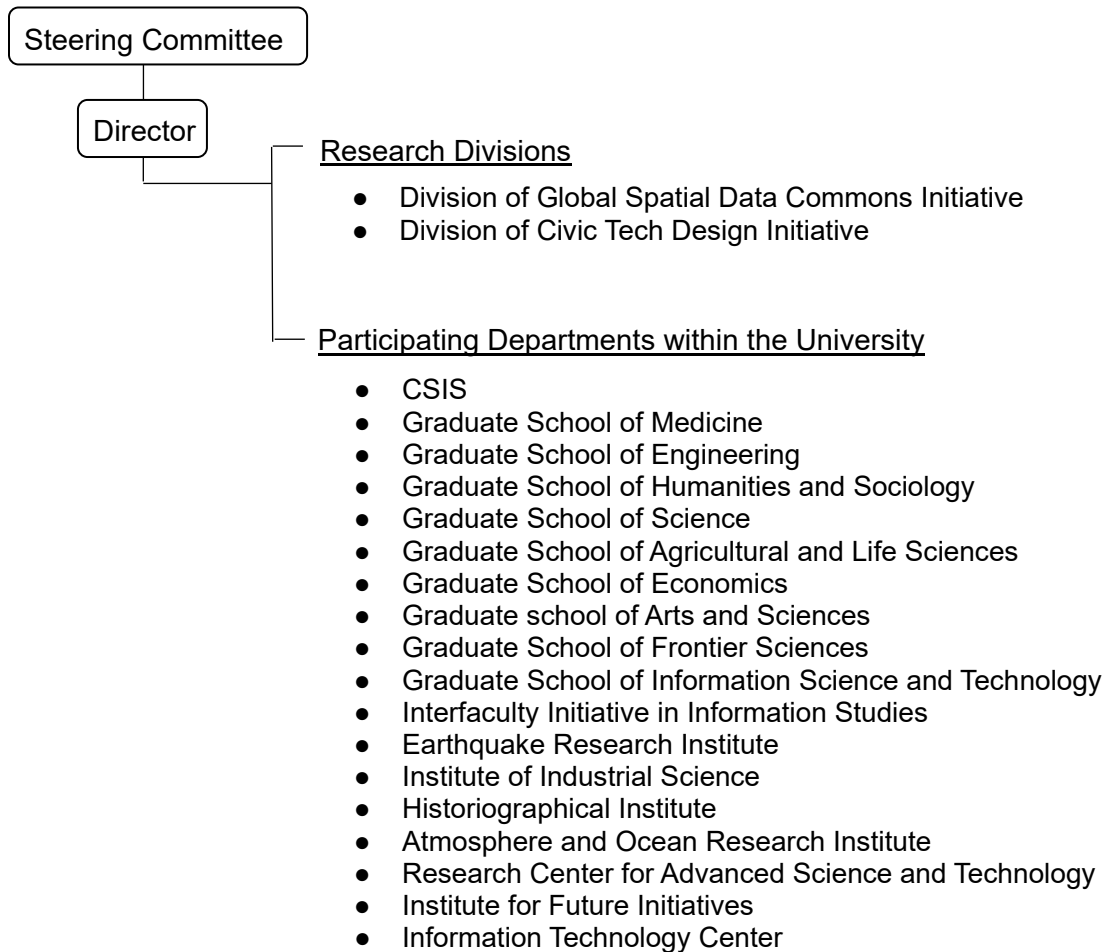 Steering Committee
Director
Research Divisions
● Division of Global Spatial Data Commons Initiative
● Division of Civic Tech Design Initiative
Participating Departments within the University
● CSIS
● Graduate School of Medicine
● Graduate School of Engineering
● Graduate School of Humanities and Sociology
● Graduate School of Science
● Graduate School of Agricultural and Life Sciences
● Graduate School of Economics
● Graduate school of Arts and Sciences
● Graduate School of Frontier Sciences
● Graduate School of Information Science and Technology
● Interfaculty Initiative in Information Studies
● Earthquake Research Institute
● Institute of Industrial Science
● Historiographical Institute
● Atmosphere and Ocean Research Institute
● Research Center for Advanced Science and Technology
● Institute for Future Initiatives
● Information Technology Center